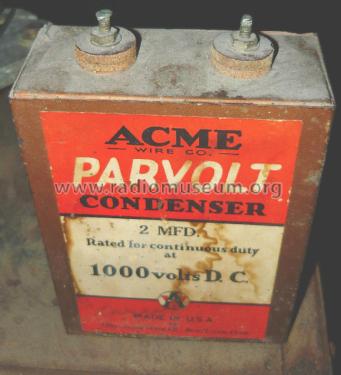 ACME
WIRE CO.
PARVOLT
www.radiomuseum.org
CONDENSER
2 MFD.
Rated for continuous duty
at
1000 volts D.C.
A
MADE IN U.S.A.